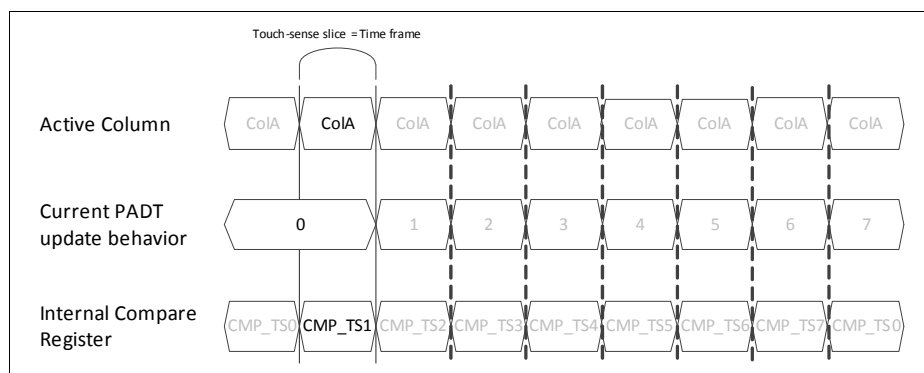 Touch-sense slice = Time frame
Active Column ColA ColA ColA ColA ColA ColA ColA ColA ColA
Current PADT
update behavior
0 1 2 3 4 5 6 7
Internal Compare
Register
CMP_TS0 CMP_TS1 CMP_TS2 CMP_TS3 CMP_TS4 CMP_TS5 CMP_TS6 CMP_TS7 CMP_TS0